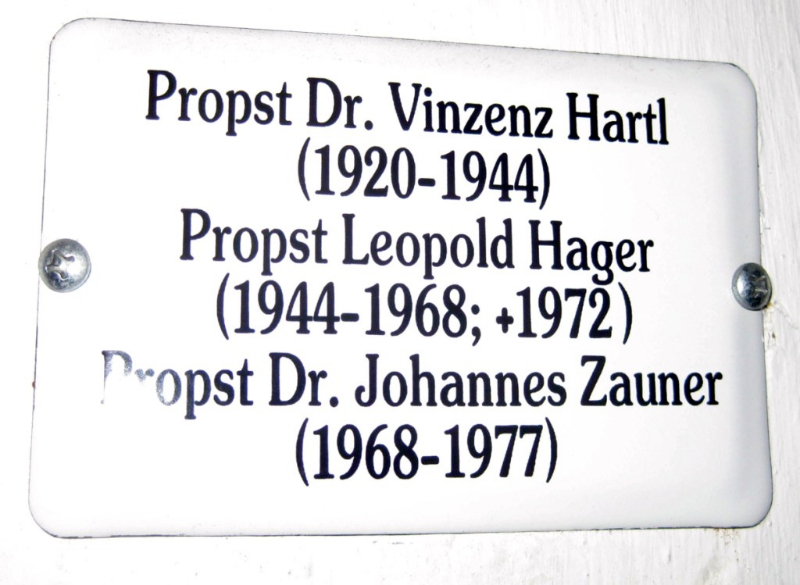 Propst Dr. Vinzenz Hartl
(1920-1944)
Propst Leopold Hager
(1944-1968; +1972)
Propst Dr. Johannes Zauner
(1968-1977)